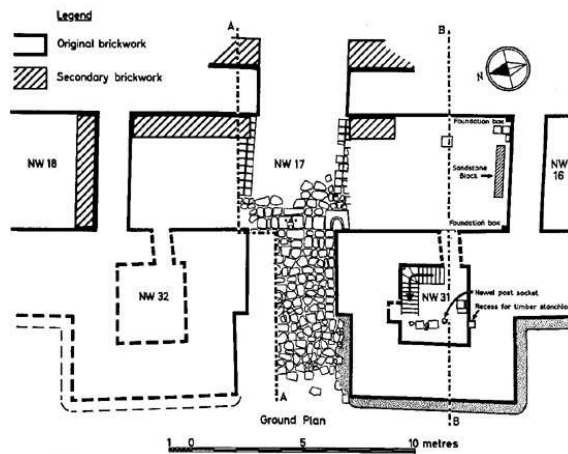 Legend
Original brickwork
Secondary brickwork
A
B
N
Foundation box
NW 18
NW 17
Sandstone
Block
NW
16
"A"
Foundation box
NW 32
NW 31
Newel post socket
Recess for timber stanchion
A
B
Ground Plan
1 0 5 10 metres